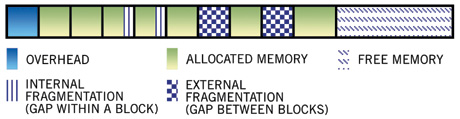 OVERHEAD
ALLOCATED MEMORY
FREE MEMORY
INTERNAL
FRAGMENTATION
(GAP WITHIN A BLOCK)
EXTERNAL
FRAGMENTATION
(GAP BETWEEN BLOCKS)